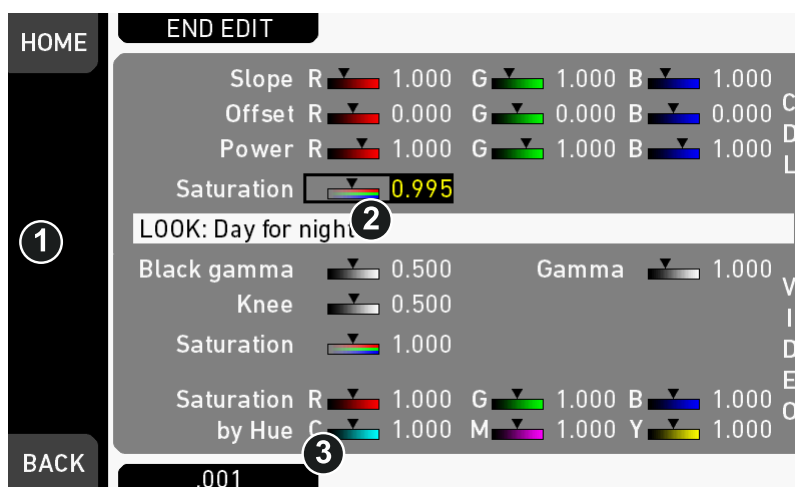 HOME
END EDIT
Slope R 1.000 G 1.000 B 1.000
Offset R 0.000 G 0.000 B 0.000
Power R 1.000 G 1.000 B 1.000
CDL
Saturation 0.995
2
LOOK: Day for night
1
Black gamma 0.500 Gamma 1.000
Knee 0.500
Saturation 1.000
Saturation R 1.000 G 1.000 B 1.000
by Hue C 1.000 M 1.000 Y 1.000
VIDEO
3
BACK
.001